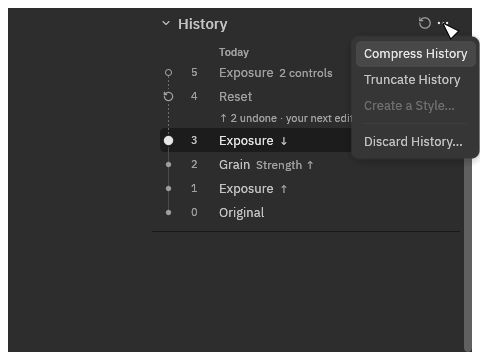 History
Today
5 Exposure 2 controls
4 Reset
↑ 2 undone · your next
3 Exposure ↓
2 Grain Strength ↑
1 Exposure ↑
0 Original
Compress History
Truncate History
Create a Style...
Discard History...